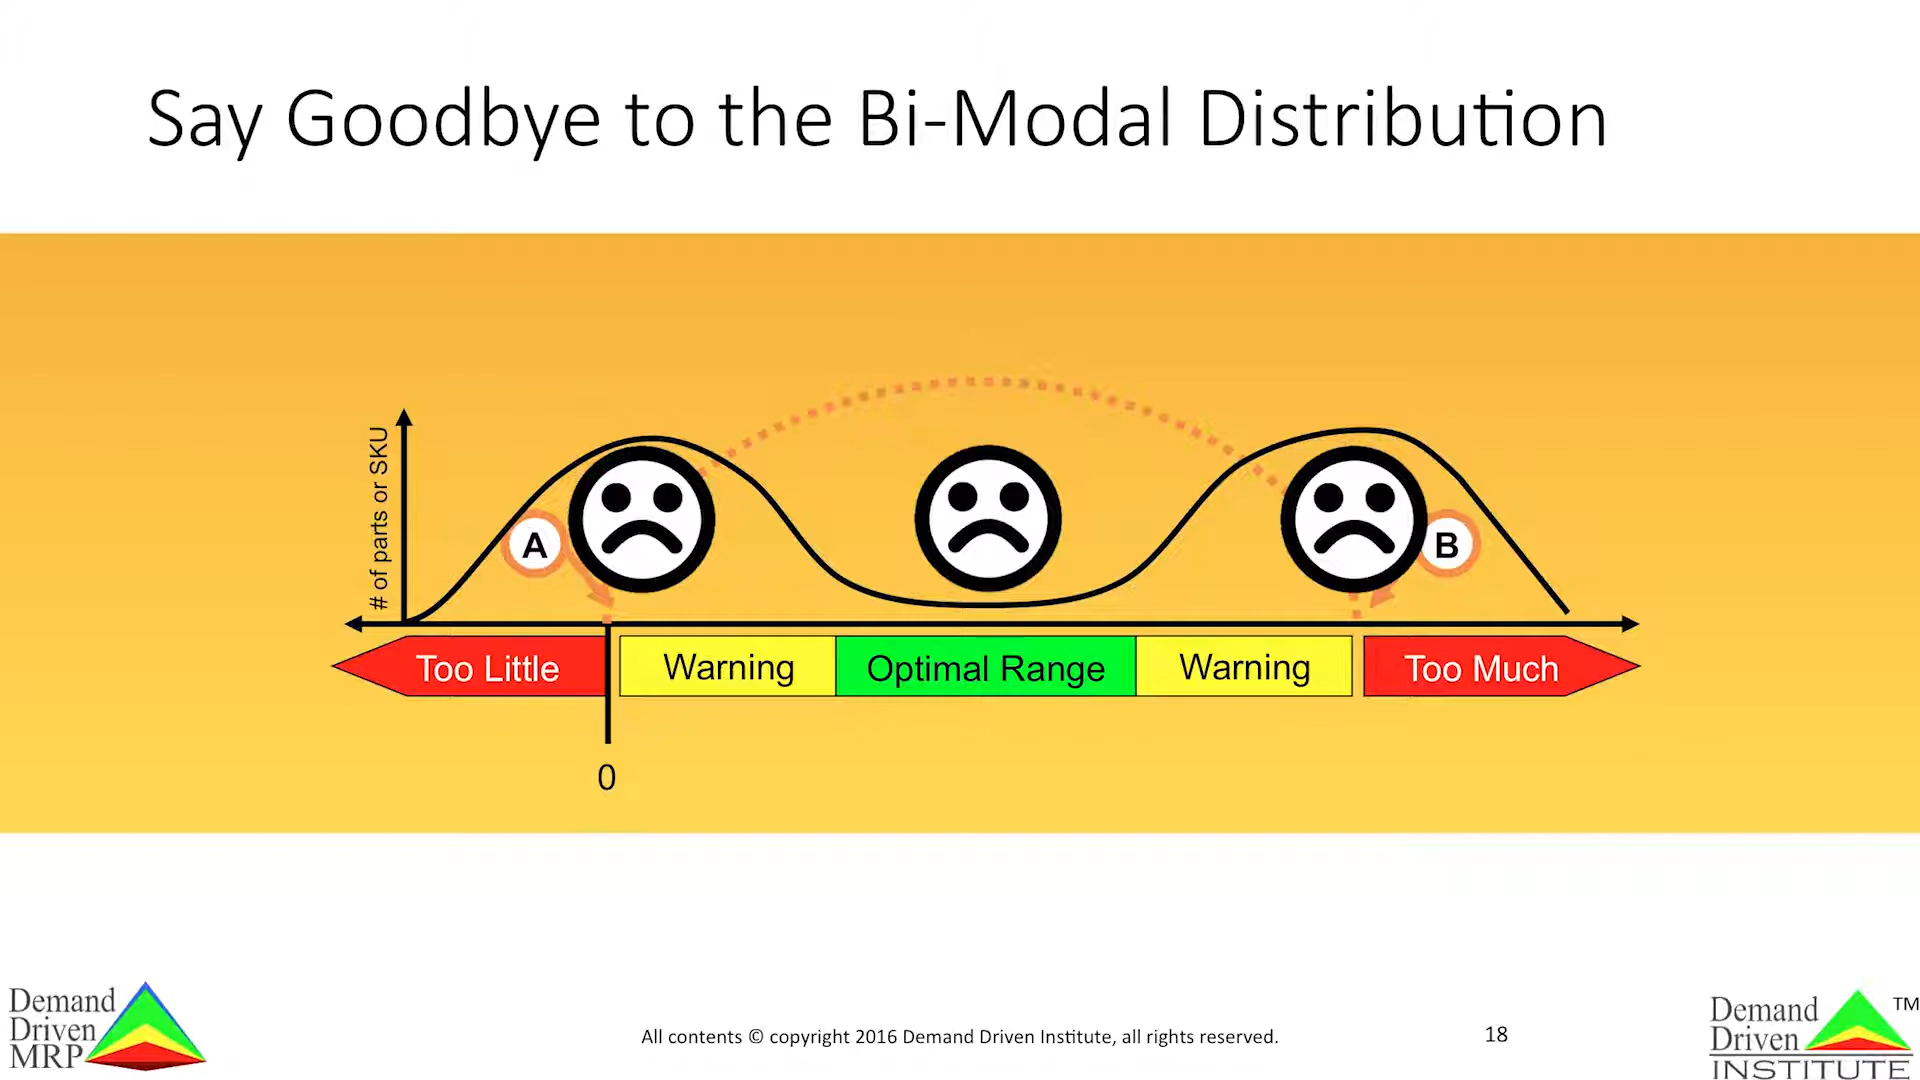 Say Goodbye to the Bi-Modal Distribution
# of parts or SKU
A
B
Too Little
Warning
Optimal Range
Warning
Too Much
0
Demand
Driven
MRP
All contents © copyright 2016 Demand Driven Institute, all rights reserved.
18
Demand
Driven
INSTITUTE
TM